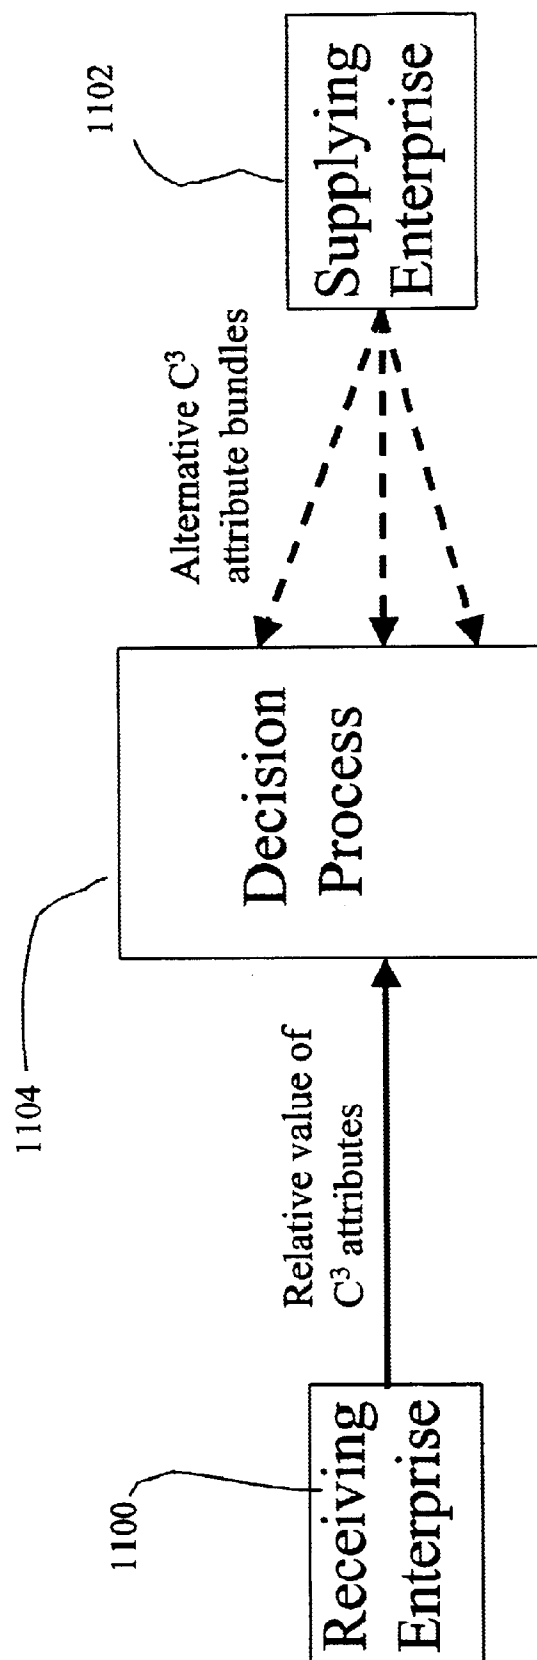 1100
Receiving
Enterprise
Relative value of
C³ attributes
1104
Decision
Process
Alternative C³
attribute bundles
1102
Supplying
Enterprise